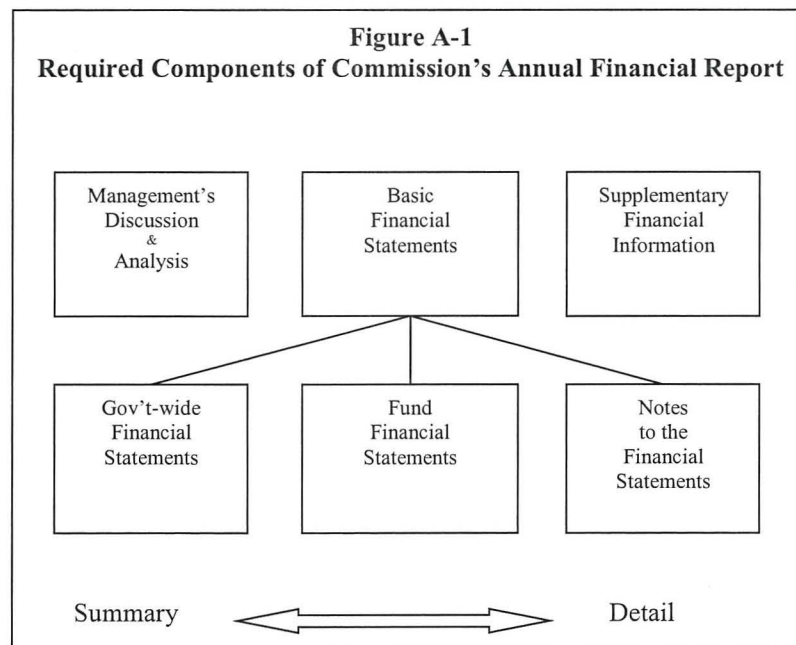 Figure A-1
Required Components of Commission's Annual Financial Report
Management's
Discussion
&
Analysis
Basic
Financial
Statements
Supplementary
Financial
Information
Gov't-wide
Financial
Statements
Fund
Financial
Statements
Notes
to the
Financial
Statements
Summary
Detail